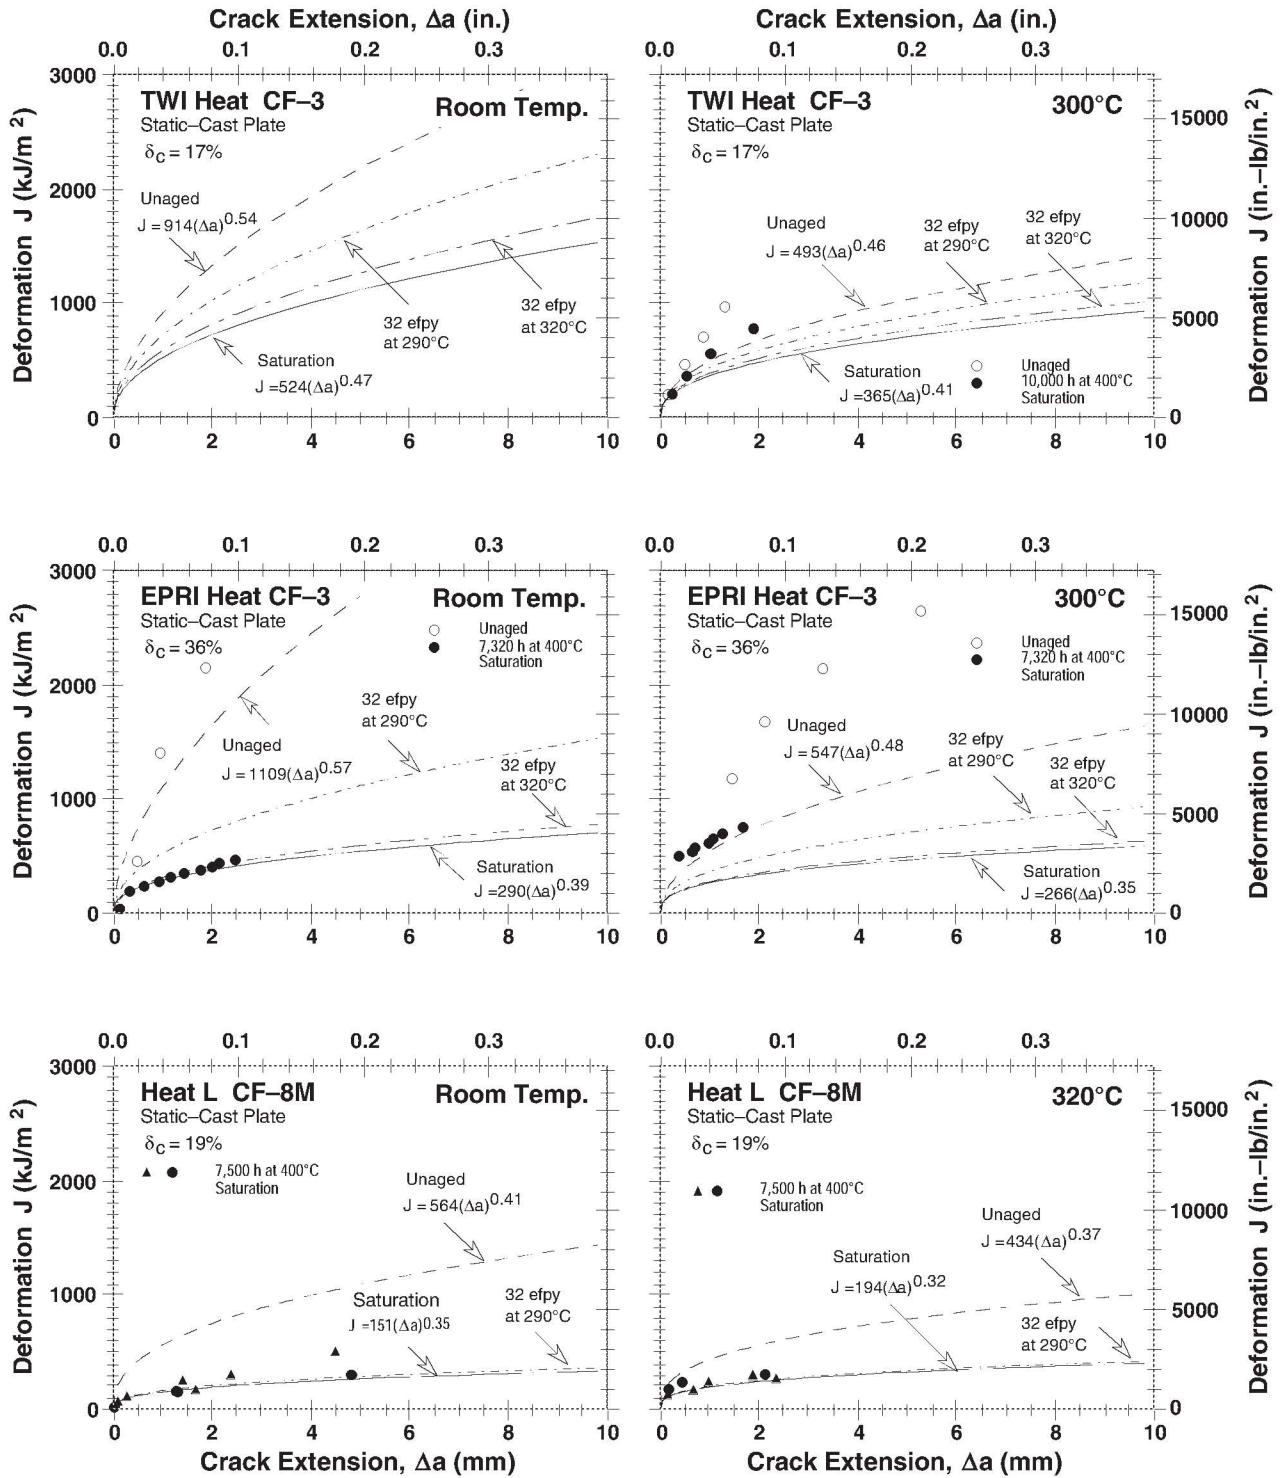 Crack Extension, Δa (in.)
Crack Extension, Δa (in.)
0.0 0.1 0.2 0.3
0.0 0.1 0.2 0.3
Deformation J (kJ/m²)
3000
2000
1000
0
TWI Heat CF–3
Room Temp.
Static–Cast Plate
δC = 17%
Unaged
J = 914(Δa)^0.54
32 efpy
at 320°C
32 efpy
at 290°C
Saturation
J = 524(Δa)^0.47
0 2 4 6 8 10
TWI Heat CF–3
300°C
Static–Cast Plate
δC = 17%
Unaged
J = 493(Δa)^0.46
32 efpy
at 290°C
32 efpy
at 320°C
Saturation
J =365(Δa)^0.41
Unaged
10,000 h at 400°C
Saturation
0 2 4 6 8 10
15000
10000
5000
0
Deformation J (in.–lb/in.²)
0.0 0.1 0.2 0.3
0.0 0.1 0.2 0.3
Deformation J (kJ/m²)
3000
2000
1000
0
EPRI Heat CF–3
Room Temp.
Static–Cast Plate
δC = 36%
Unaged
7,320 h at 400°C
Saturation
32 efpy
at 290°C
Unaged
J = 1109(Δa)^0.57
32 efpy
at 320°C
Saturation
J =290(Δa)^0.39
0 2 4 6 8 10
EPRI Heat CF–3
300°C
Static–Cast Plate
δC = 36%
Unaged
7,320 h at 400°C
Saturation
Unaged
J = 547(Δa)^0.48
32 efpy
at 290°C
32 efpy
at 320°C
Saturation
J =266(Δa)^0.35
0 2 4 6 8 10
15000
10000
5000
0
Deformation J (in.–lb/in.²)
0.0 0.1 0.2 0.3
0.0 0.1 0.2 0.3
Deformation J (kJ/m²)
3000
2000
1000
0
Heat L CF–8M
Room Temp.
Static–Cast Plate
δC = 19%
7,500 h at 400°C
Saturation
Unaged
J = 564(Δa)^0.41
Saturation
J =151(Δa)^0.35
32 efpy
at 290°C
0 2 4 6 8 10
Crack Extension, Δa (mm)
Heat L CF–8M
320°C
Static–Cast Plate
δC = 19%
7,500 h at 400°C
Saturation
Unaged
J =434(Δa)^0.37
Saturation
J =194(Δa)^0.32
32 efpy
at 290°C
0 2 4 6 8 10
Crack Extension, Δa (mm)
15000
10000
5000
0
Deformation J (in.–lb/in.²)